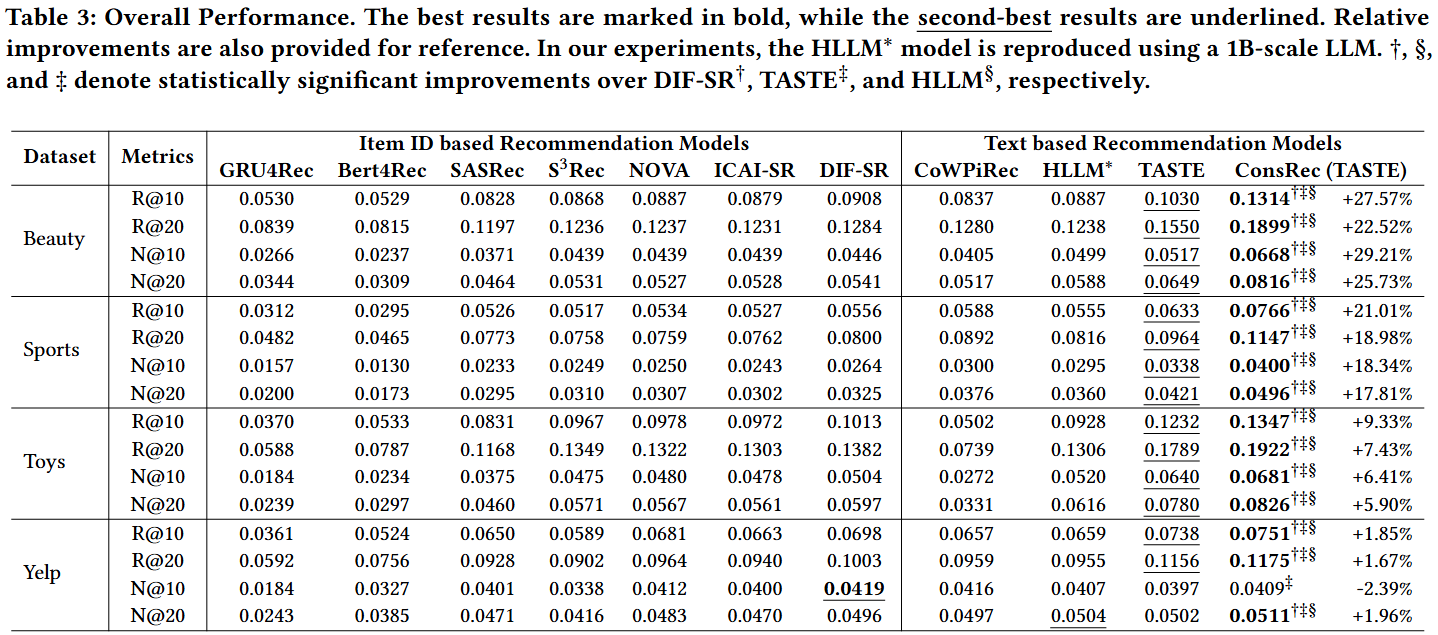 Table 3: Overall Performance. The best results are marked in bold, while the second-best results are underlined. Relative
improvements are also provided for reference. In our experiments, the HLLM* model is reproduced using a 1B-scale LLM. †, §,
and ‡ denote statistically significant improvements over DIF-SR†, TASTE‡, and HLLM§, respectively.
Dataset Metrics Item ID based Recommendation Models Text based Recommendation Models
GRU4Rec Bert4Rec SASRec S³Rec NOVA ICAI-SR DIF-SR CoWPiRec HLLM* TASTE ConsRec (TASTE)
Beauty
R@10 0.0530 0.0529 0.0828 0.0868 0.0887 0.0879 0.0908 0.0837 0.0887 0.1030 0.1314†‡§ +27.57%
R@20 0.0839 0.0815 0.1197 0.1236 0.1237 0.1231 0.1284 0.1280 0.1238 0.1550 0.1899†‡§ +22.52%
N@10 0.0266 0.0237 0.0371 0.0439 0.0439 0.0439 0.0446 0.0405 0.0499 0.0517 0.0668†‡§ +29.21%
N@20 0.0344 0.0309 0.0464 0.0531 0.0527 0.0528 0.0541 0.0517 0.0588 0.0649 0.0816†‡§ +25.73%
Sports
R@10 0.0312 0.0295 0.0526 0.0517 0.0534 0.0527 0.0556 0.0588 0.0555 0.0633 0.0766†‡§ +21.01%
R@20 0.0482 0.0465 0.0773 0.0758 0.0759 0.0762 0.0800 0.0892 0.0816 0.0964 0.1147†‡§ +18.98%
N@10 0.0157 0.0130 0.0233 0.0249 0.0250 0.0243 0.0264 0.0300 0.0295 0.0338 0.0400†‡§ +18.34%
N@20 0.0200 0.0173 0.0295 0.0310 0.0307 0.0302 0.0325 0.0376 0.0360 0.0421 0.0496†‡§ +17.81%
Toys
R@10 0.0370 0.0533 0.0831 0.0967 0.0978 0.0972 0.1013 0.0502 0.0928 0.1232 0.1347†‡§ +9.33%
R@20 0.0588 0.0787 0.1168 0.1349 0.1322 0.1303 0.1382 0.0739 0.1306 0.1789 0.1922†‡§ +7.43%
N@10 0.0184 0.0234 0.0375 0.0475 0.0480 0.0478 0.0504 0.0272 0.0520 0.0640 0.0681†‡§ +6.41%
N@20 0.0239 0.0297 0.0460 0.0571 0.0567 0.0561 0.0597 0.0331 0.0616 0.0780 0.0826†‡§ +5.90%
Yelp
R@10 0.0361 0.0524 0.0650 0.0589 0.0681 0.0663 0.0698 0.0657 0.0659 0.0738 0.0751†‡§ +1.85%
R@20 0.0592 0.0756 0.0928 0.0902 0.0964 0.0940 0.1003 0.0959 0.0955 0.1156 0.1175†‡§ +1.67%
N@10 0.0184 0.0327 0.0401 0.0338 0.0412 0.0400 0.0419 0.0416 0.0407 0.0397 0.0409‡ -2.39%
N@20 0.0243 0.0385 0.0471 0.0416 0.0483 0.0470 0.0496 0.0497 0.0504 0.0502 0.0511†‡§ +1.96%